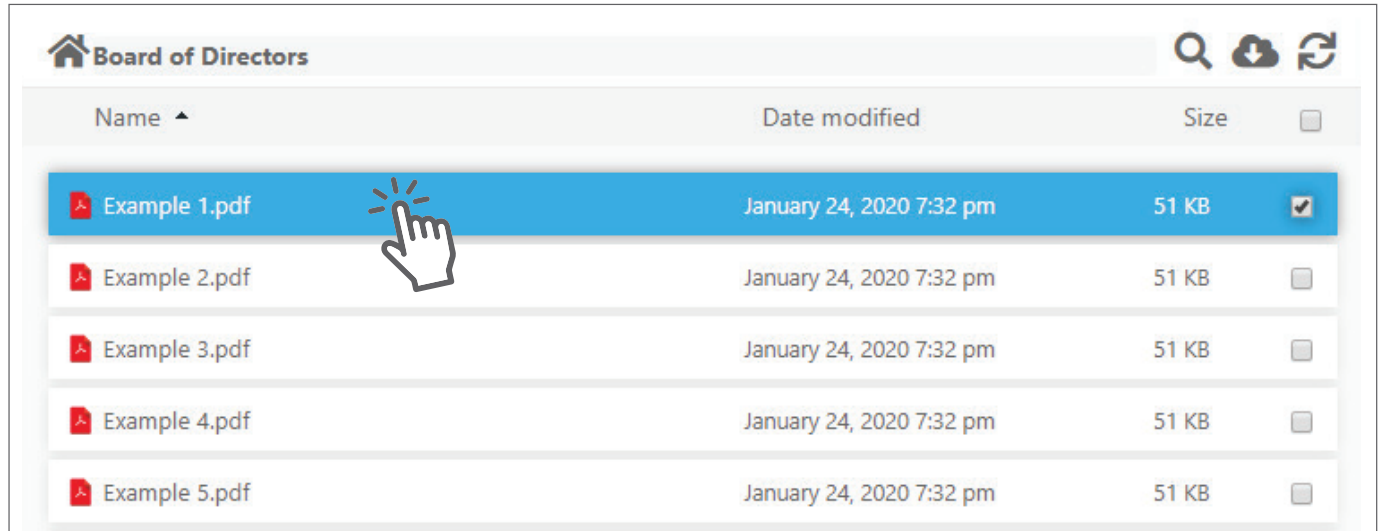 Board of Directors
Name Date modified Size
Example 1.pdf January 24, 2020 7:32 pm 51 KB
Example 2.pdf January 24, 2020 7:32 pm 51 KB
Example 3.pdf January 24, 2020 7:32 pm 51 KB
Example 4.pdf January 24, 2020 7:32 pm 51 KB
Example 5.pdf January 24, 2020 7:32 pm 51 KB